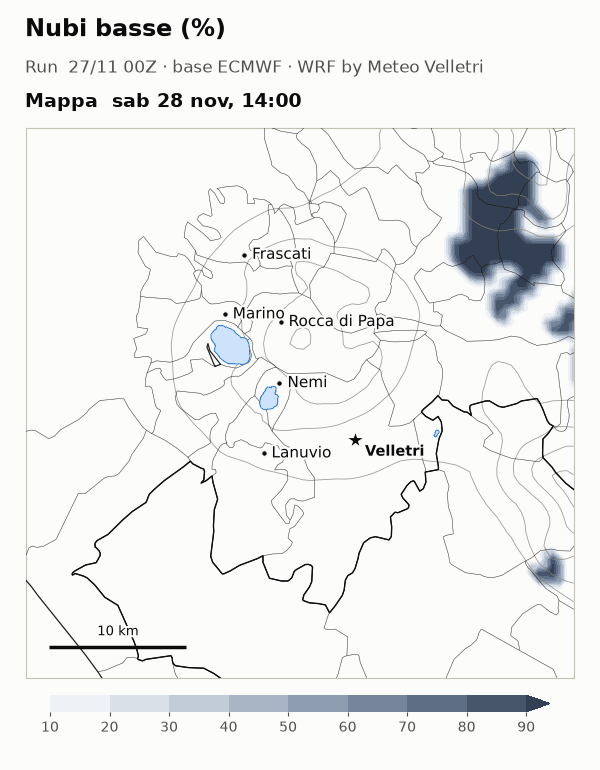 Nubi basse (%)
Run  27/11 00Z · base ECMWF · WRF by Meteo Velletri
Mappa  sab 28 nov, 14:00
Frascati
Marino
Rocca di Papa
Nemi
Velletri
Lanuvio
10 km
10 20 30 40 50 60 70 80 90